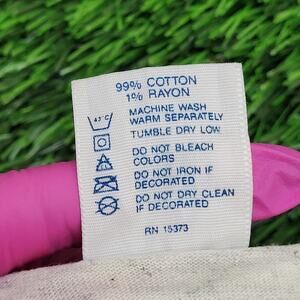 99% COTTON
1% RAYON
MACHINE WASH
WARM SEPARATELY
TUMBLE DRY LOW
DO NOT BLEACH
COLORS
DO NOT IRON IF
DECORATED
DO NOT DRY CLEAN
IF DECORATED
RN 15373